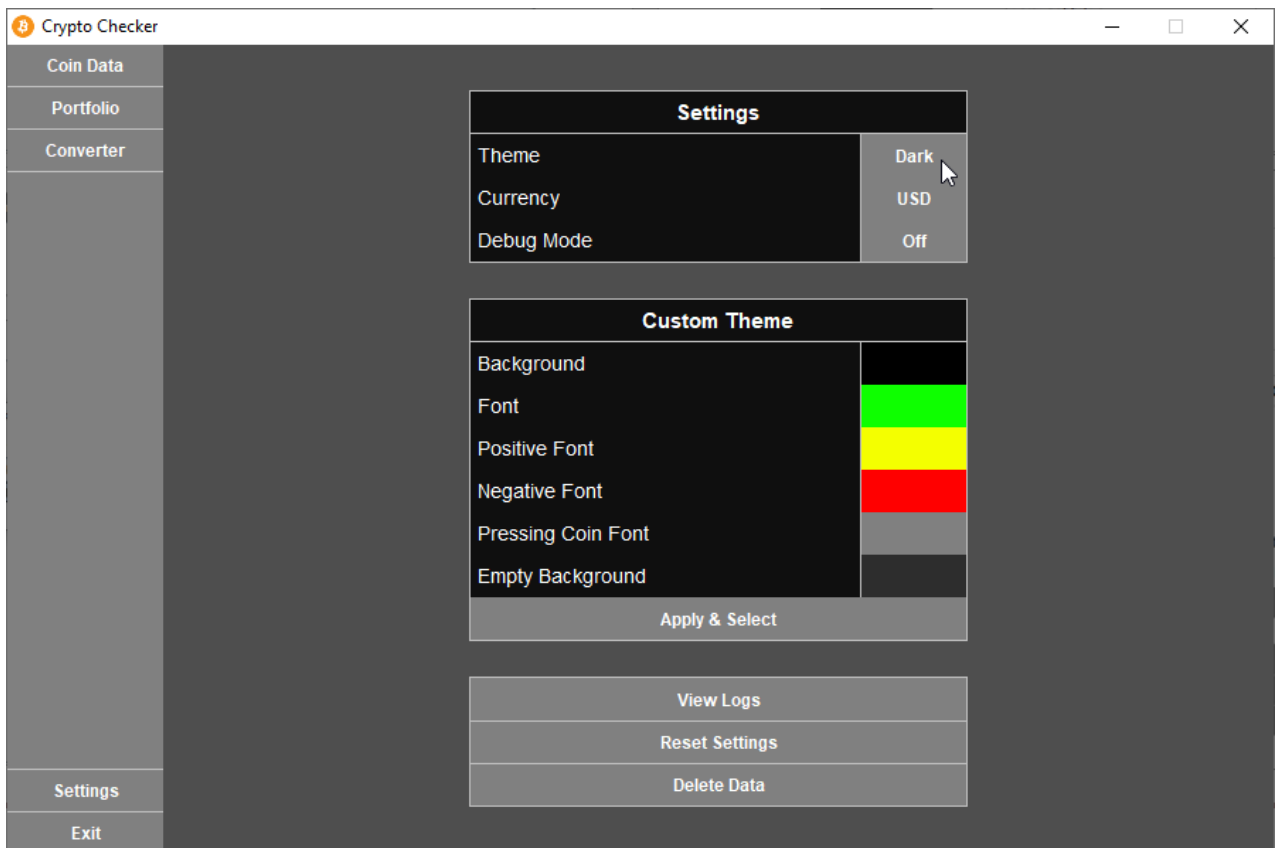 Crypto Checker
Coin Data
Portfolio
Converter
Settings
Exit
Settings
Theme Dark
Currency USD
Debug Mode Off
Custom Theme
Background
Font
Positive Font
Negative Font
Pressing Coin Font
Empty Background
Apply & Select
View Logs
Reset Settings
Delete Data